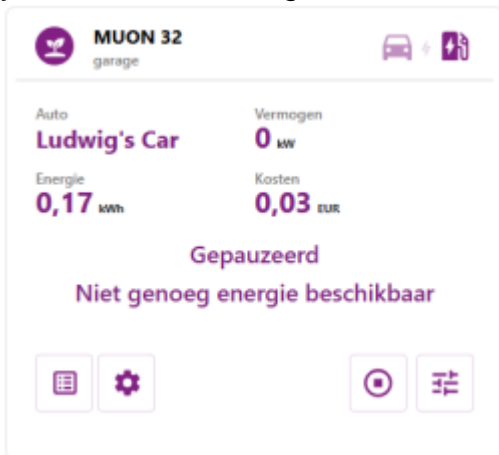 MUON 32
garage
Auto
Vermogen
Ludwig's Car
0 kW
Energie
Kosten
0,17 kWh
0,03 EUR
Gepauzeerd
Niet genoeg energie beschikbaar